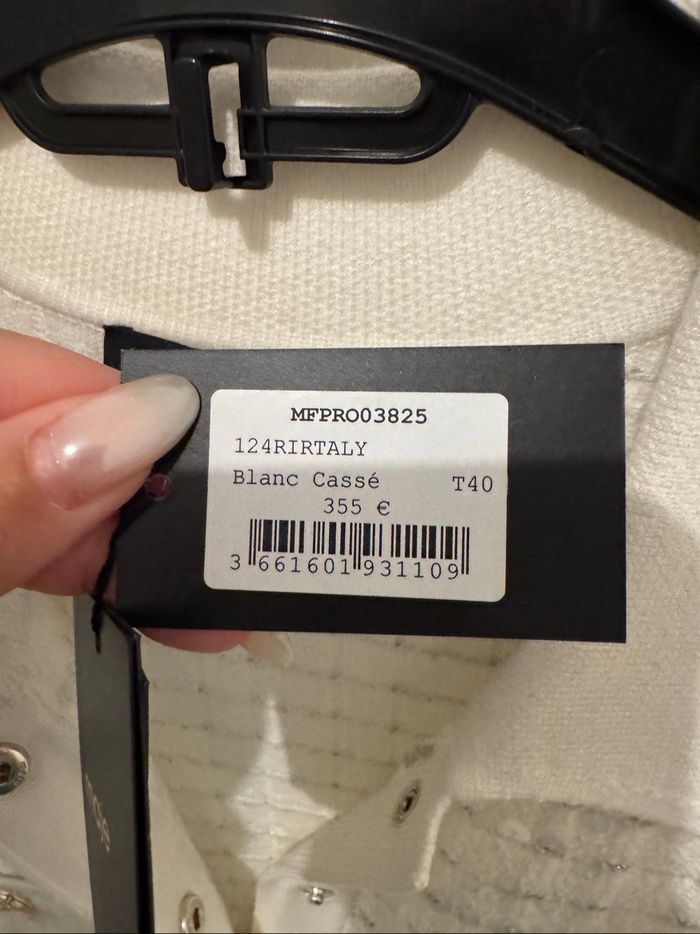 MFPRO03825
124RIRTALY
Blanc Cassé T40
355 €
3 661601 931109